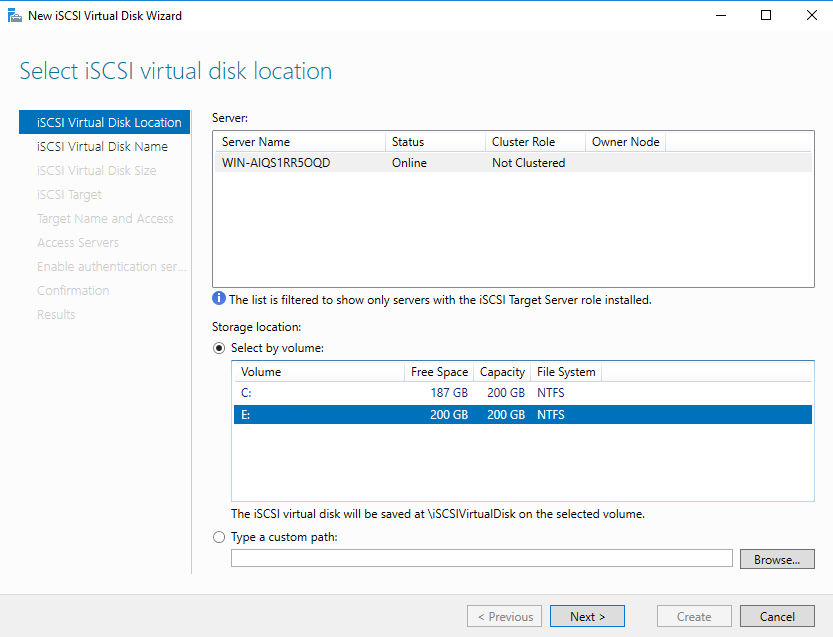 New iSCSI Virtual Disk Wizard
Select iSCSI virtual disk location
iSCSI Virtual Disk Location
iSCSI Virtual Disk Name
iSCSI Virtual Disk Size
iSCSI Target
Target Name and Access
Access Servers
Enable authentication ser...
Confirmation
Results
Server:
Server Name Status Cluster Role Owner Node
WIN-AIQS1RR5OQD Online Not Clustered
The list is filtered to show only servers with the iSCSI Target Server role installed.
Storage location:
Select by volume:
Volume Free Space Capacity File System
C: 187 GB 200 GB NTFS
E: 200 GB 200 GB NTFS
The iSCSI virtual disk will be saved at \iSCSIVirtualDisk on the selected volume.
Type a custom path:
Browse...
< Previous Next > Create Cancel